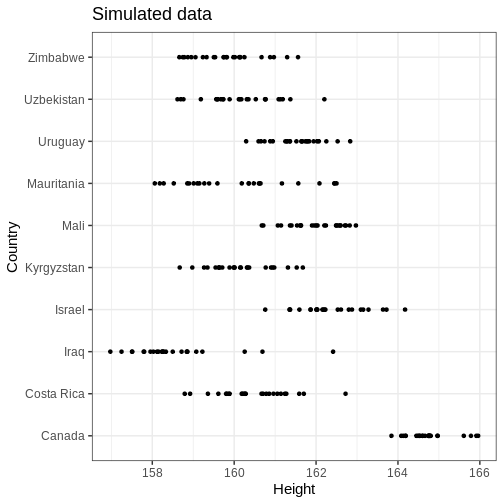 Simulated data
Country
Zimbabwe
Uzbekistan
Uruguay
Mauritania
Mali
Kyrgyzstan
Israel
Iraq
Costa Rica
Canada
158 160 162 164 166
Height